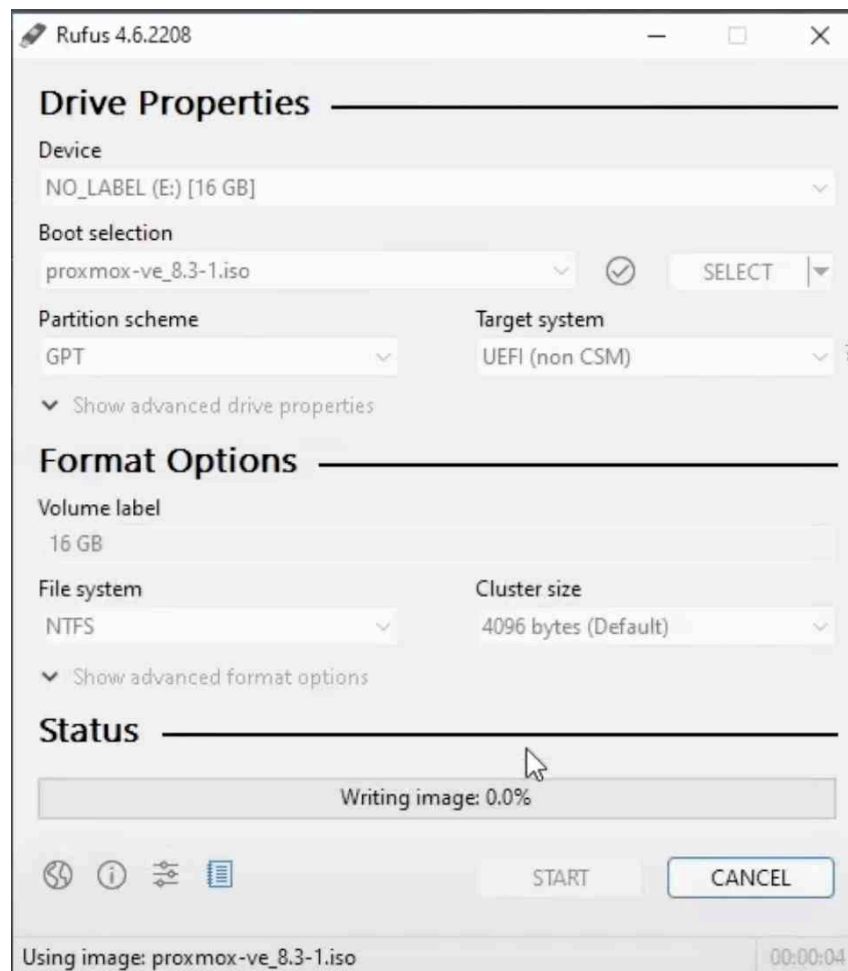 Rufus 4.6.2208
Drive Properties
Device
NO_LABEL (E:) [16 GB]
Boot selection
proxmox-ve_8.3-1.iso
SELECT
Partition scheme
Target system
GPT
UEFI (non CSM)
Show advanced drive properties
Format Options
Volume label
16 GB
File system
Cluster size
NTFS
4096 bytes (Default)
Show advanced format options
Status
Writing image: 0.0%
START
CANCEL
Using image: proxmox-ve_8.3-1.iso
00:00:04